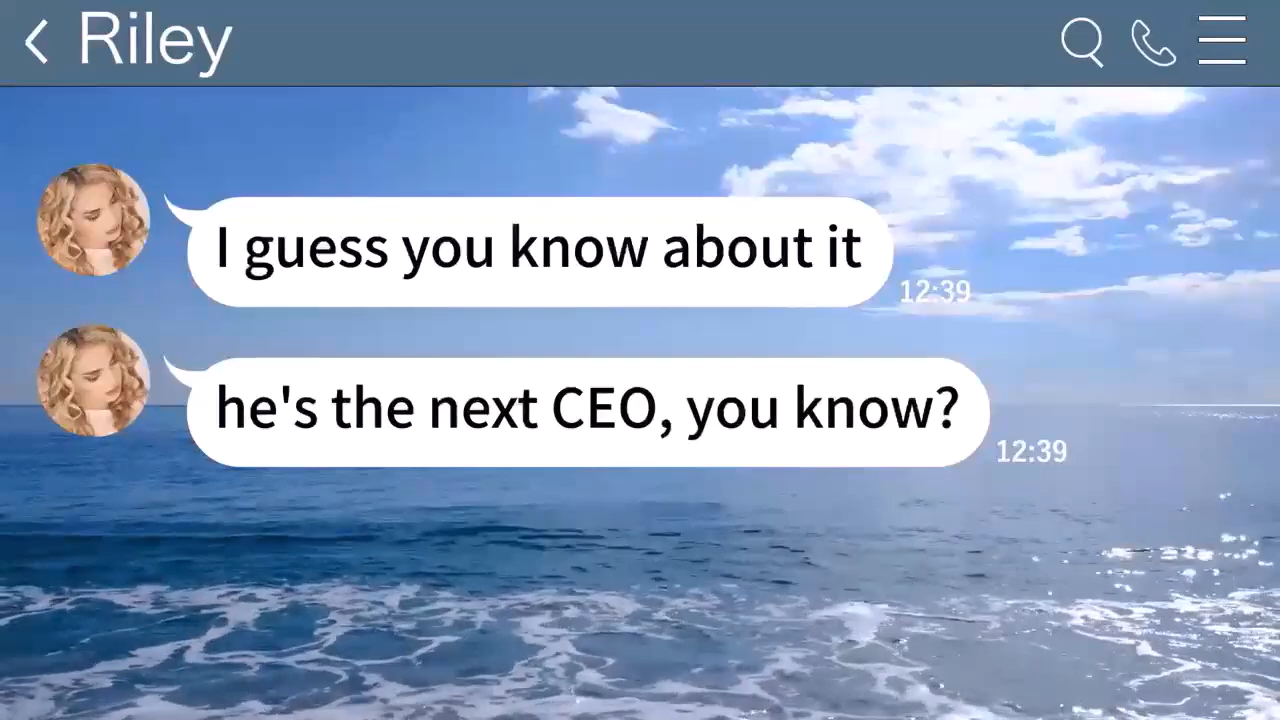 Riley
I guess you know about it
12:39
he's the next CEO, you know?
12:39